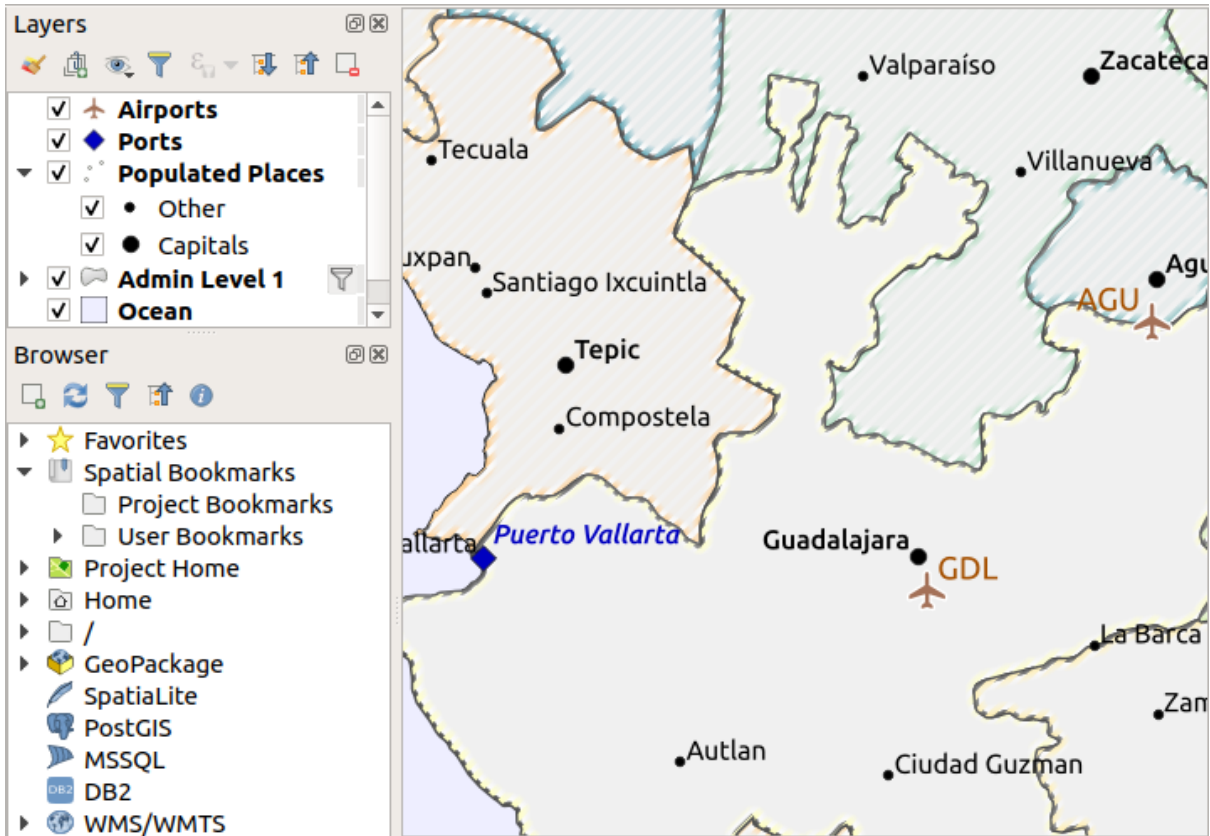 Layers
Airports
Ports
Populated Places
Other
Capitals
Admin Level 1
Ocean
Browser
Favorites
Spatial Bookmarks
Project Bookmarks
User Bookmarks
Project Home
Home
/
GeoPackage
SpatiaLite
PostGIS
MSSQL
DB2
DB2
WMS/WMTS
Valparaíso
Zacateca
Tecuala
Villanueva
uxpan
Santiago Ixcuintla
Agu
AGU
Tepic
Compostela
allarta
Puerto Vallarta
Guadalajara
GDL
La Barca
Zam
Autlan
Ciudad Guzman